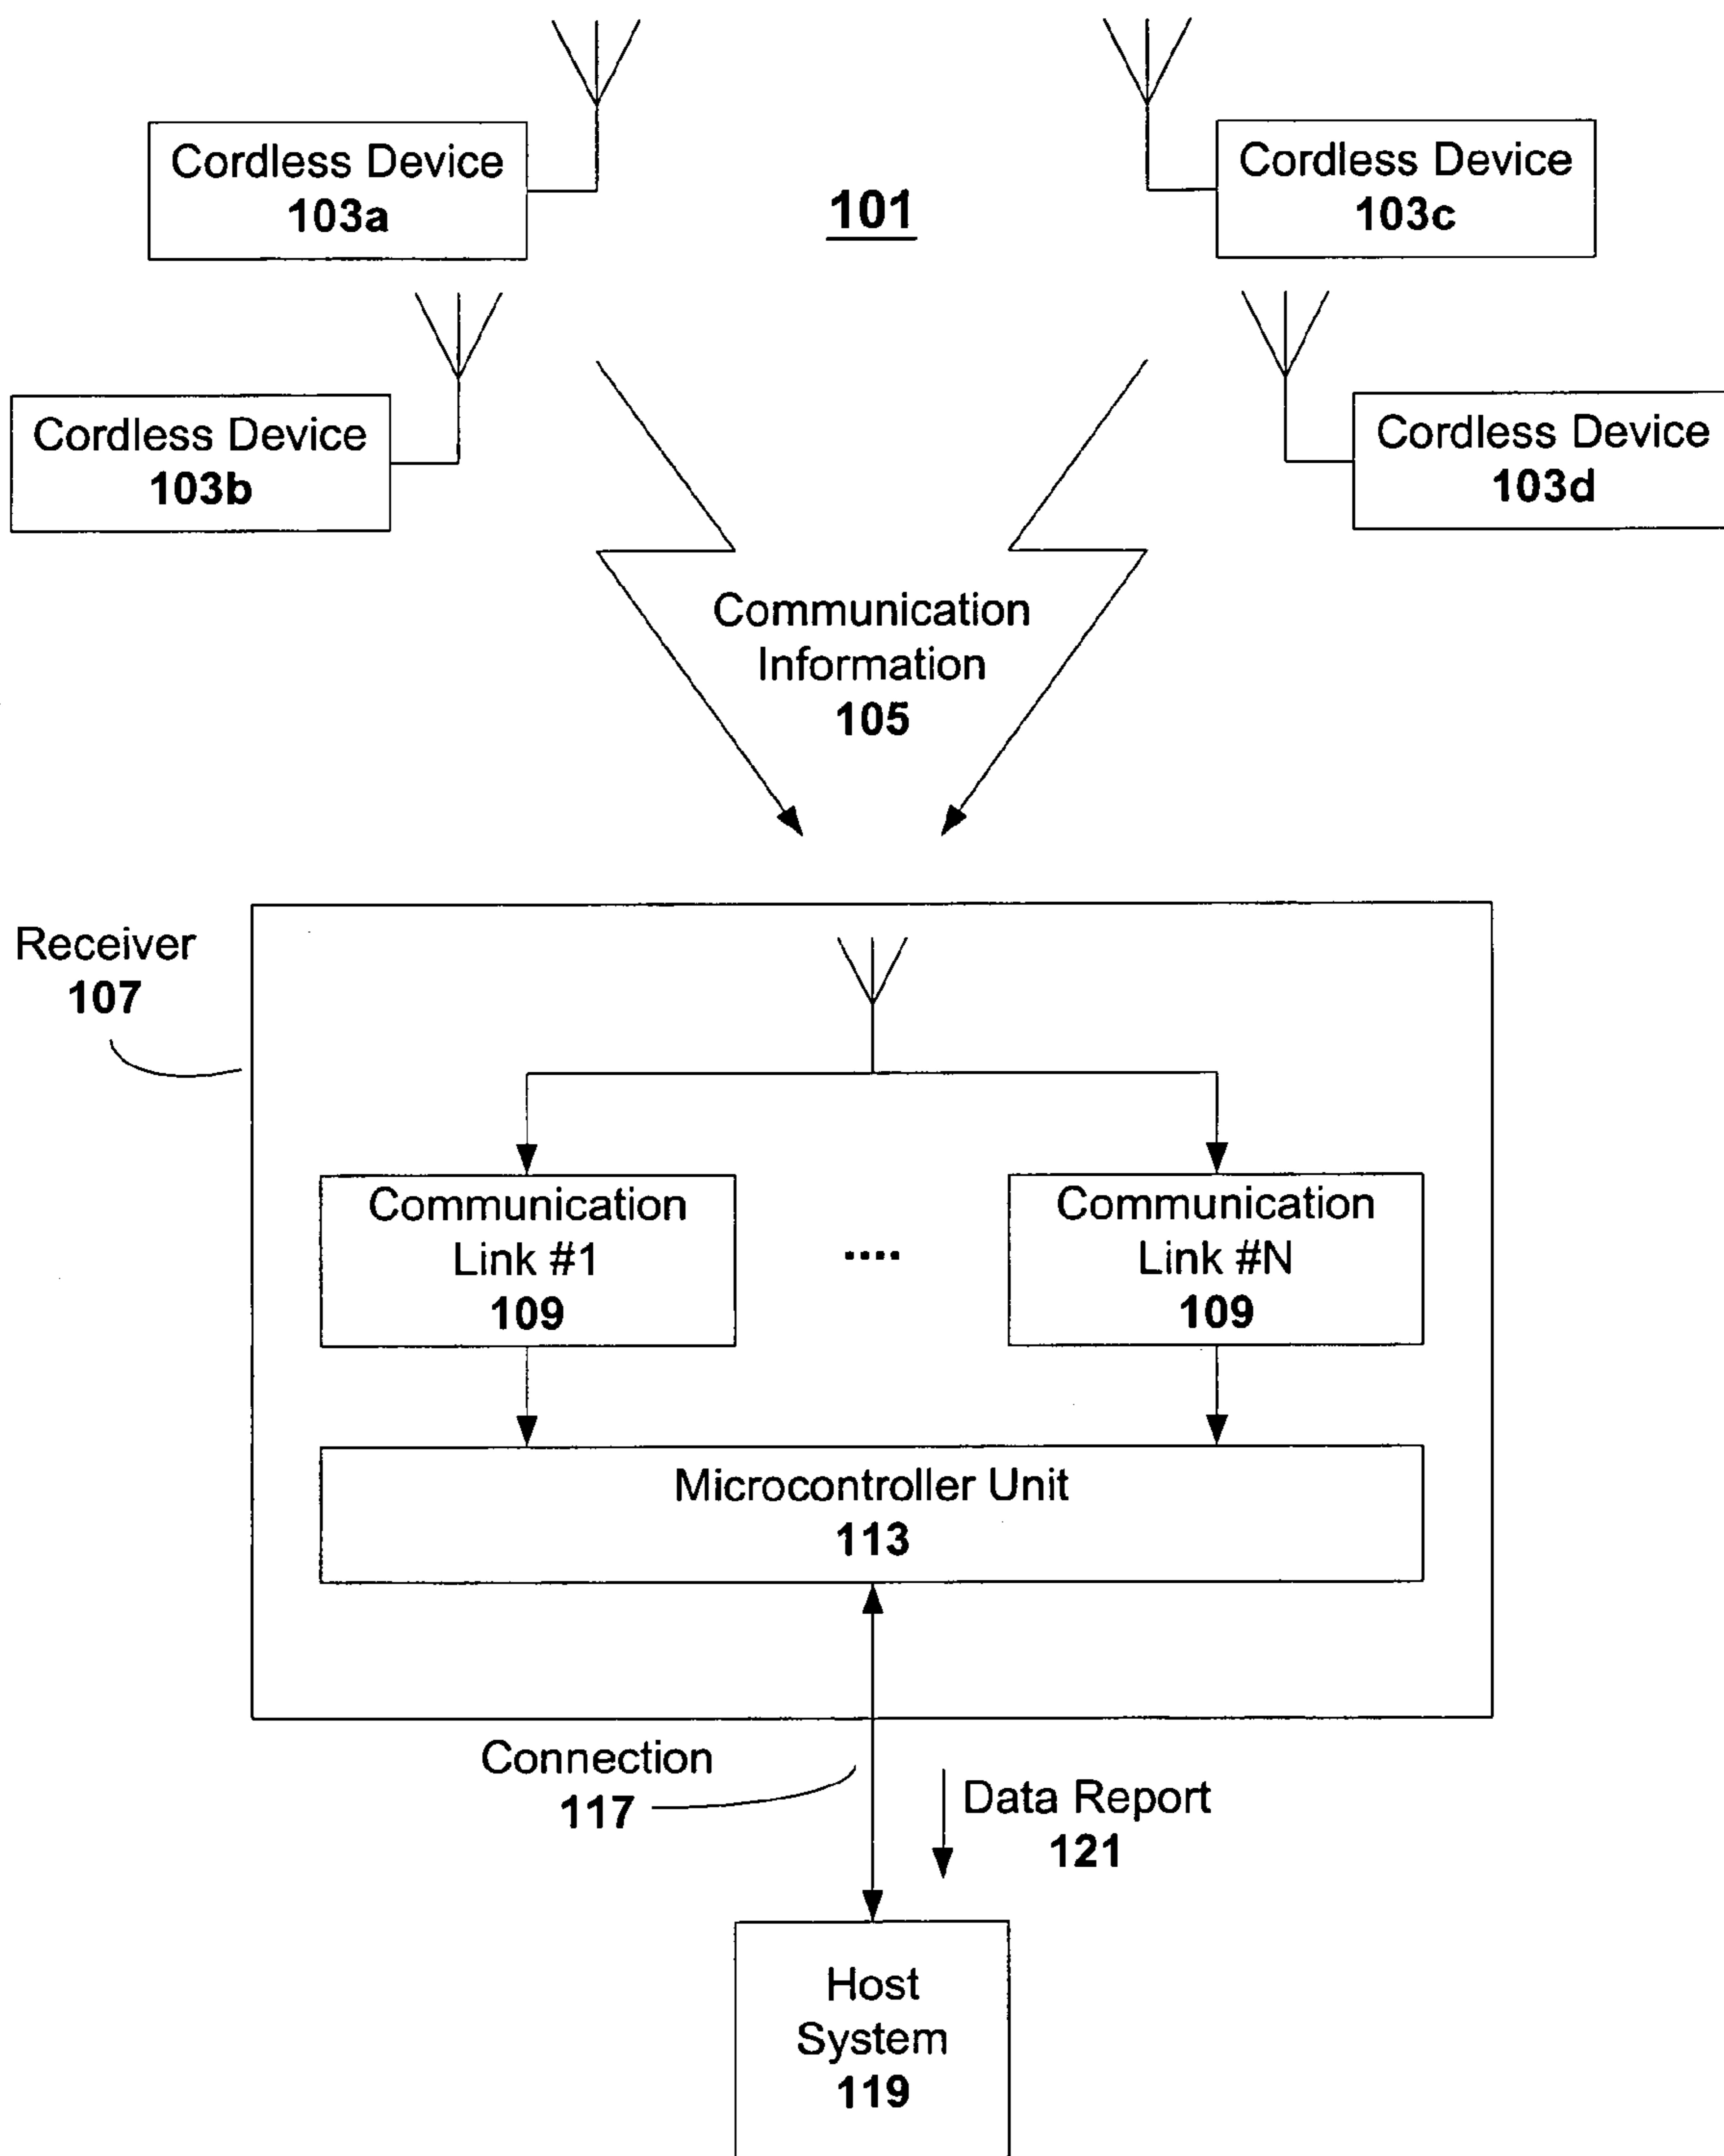 Cordless Device
103a
Cordless Device
103c
101
Cordless Device
103b
Cordless Device
103d
Communication
Information
105
Receiver
107
Communication
Link #1
109
....
Communication
Link #N
109
Microcontroller Unit
113
Connection
117
Data Report
121
Host
System
119